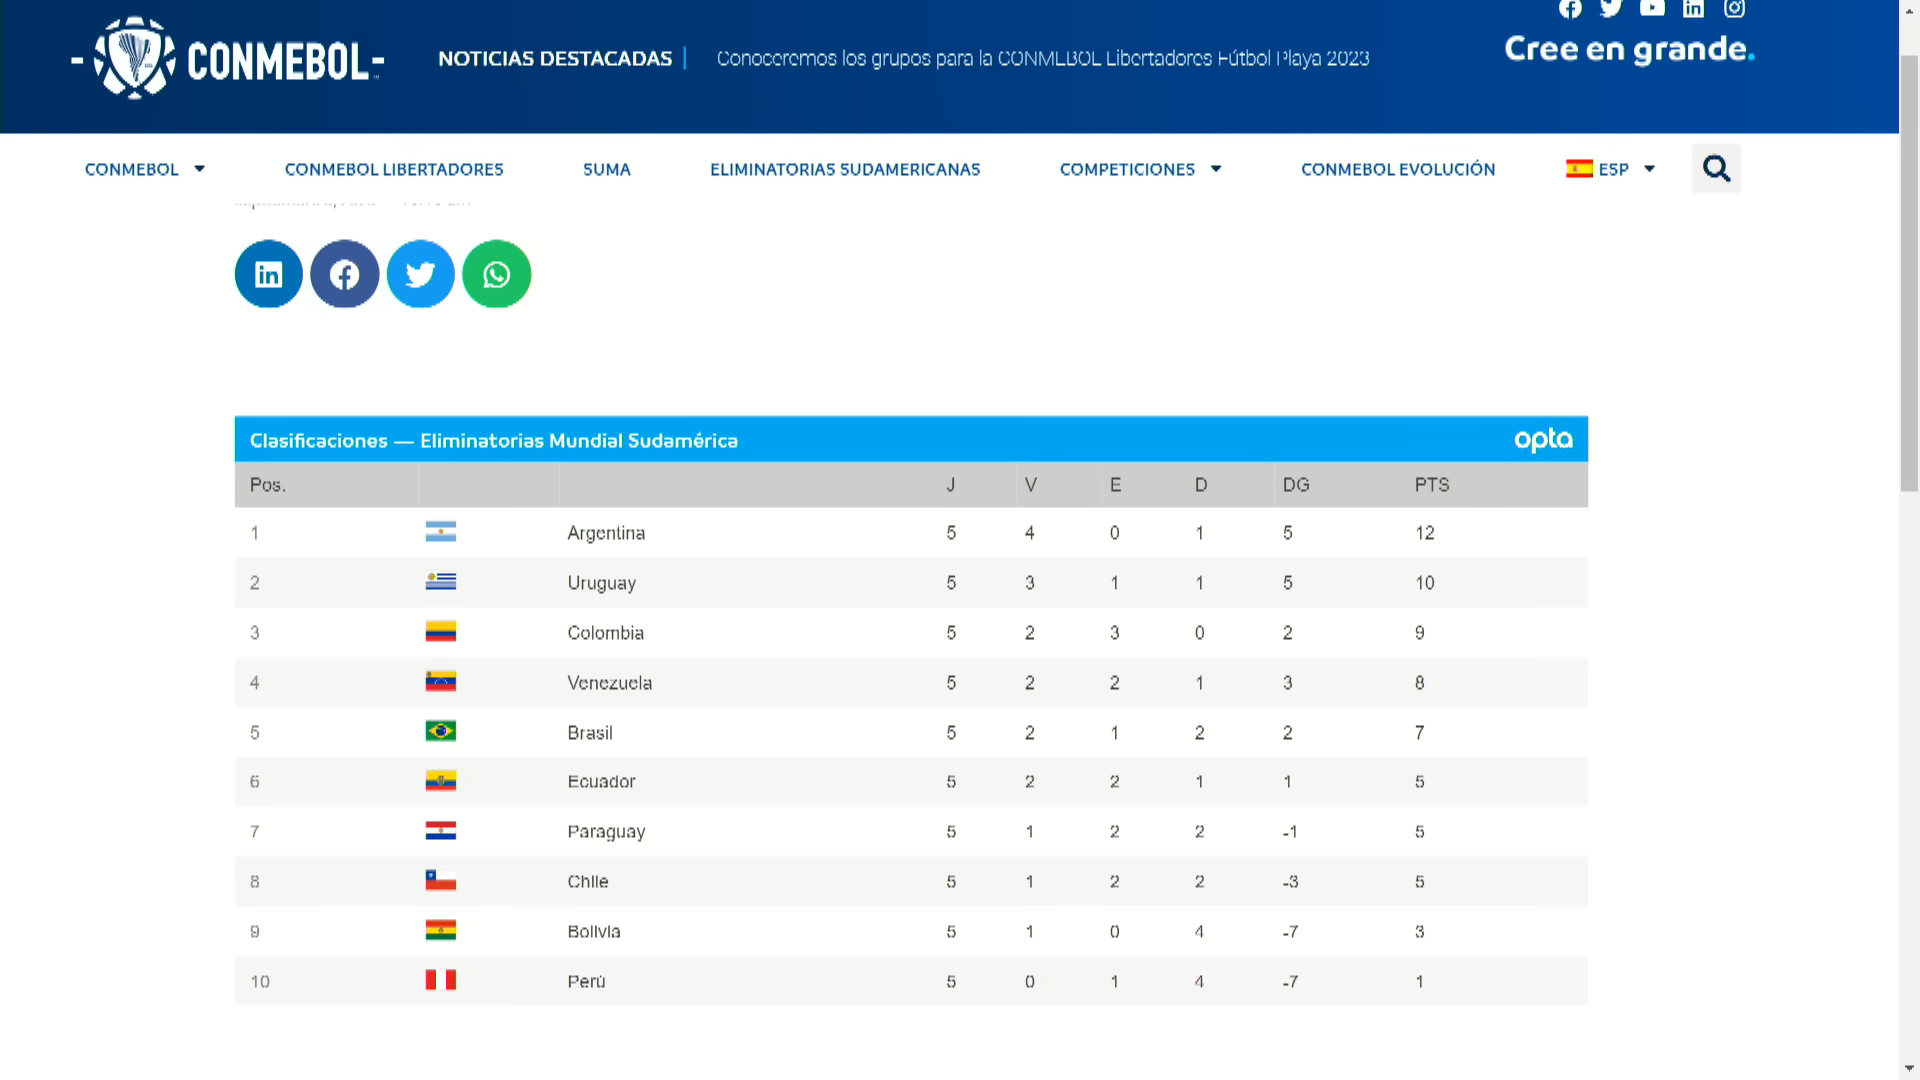 -CONMEBOL-
NOTICIAS DESTACADAS | Conoceremos los grupos para la CONMEBOL Libertadores Fútbol Playa 2023
Cree en grande.
CONMEBOL CONMEBOL LIBERTADORES SUMA ELIMINATORIAS SUDAMERICANAS COMPETICIONES CONMEBOL EVOLUCIÓN ESP
Clasificaciones — Eliminatorias Mundial Sudamérica opta
Pos. J V E D DG PTS
1 Argentina 5 4 0 1 5 12
2 Uruguay 5 3 1 1 5 10
3 Colombia 5 2 3 0 2 9
4 Venezuela 5 2 2 1 3 8
5 Brasil 5 2 1 2 2 7
6 Ecuador 5 2 2 1 1 5
7 Paraguay 5 1 2 2 -1 5
8 Chile 5 1 2 2 -3 5
9 Bolivia 5 1 0 4 -7 3
10 Perú 5 0 1 4 -7 1